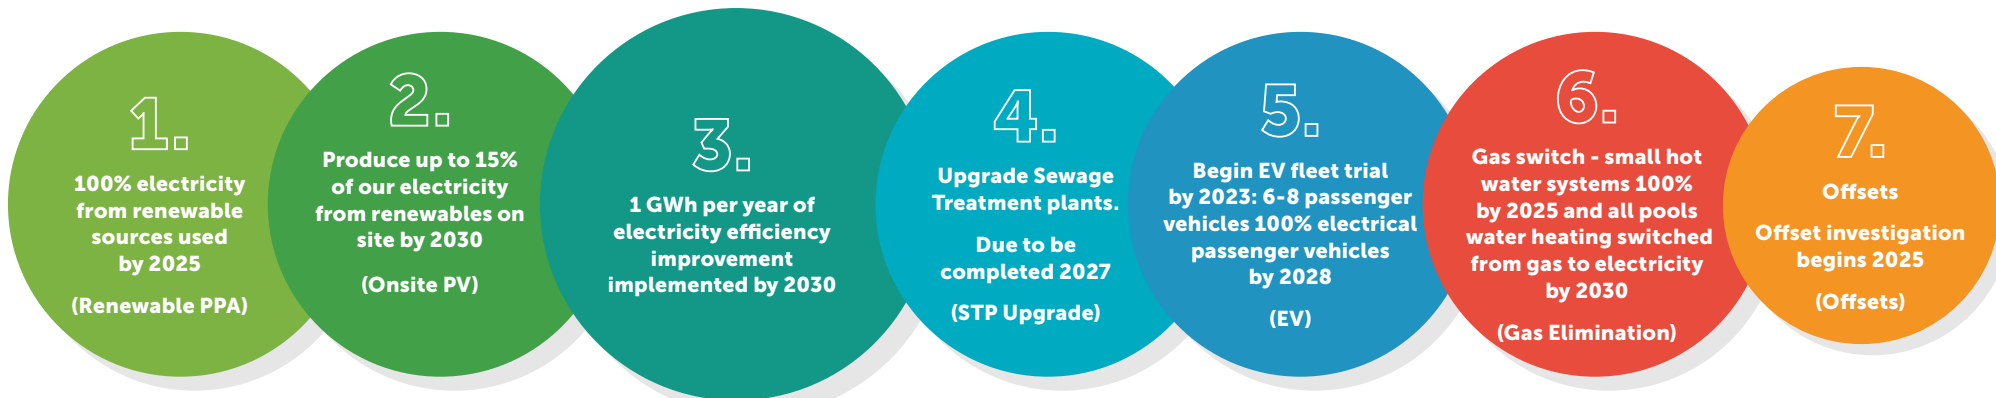 1.
100% electricity
from renewable
sources used
by 2025
(Renewable PPA)
2.
Produce up to 15%
of our electricity
from renewables on
site by 2030
(Onsite PV)
3.
1 GWh per year of
electricity efficiency
improvement
implemented by 2030
4.
Upgrade Sewage
Treatment plants.
Due to be
completed 2027
(STP Upgrade)
5.
Begin EV fleet trial
by 2023: 6-8 passenger
vehicles 100% electrical
passenger vehicles
by 2028
(EV)
6.
Gas switch - small hot
water systems 100%
by 2025 and all pools
water heating switched
from gas to electricity
by 2030
(Gas Elimination)
7.
Offsets
Offset investigation
begins 2025
(Offsets)